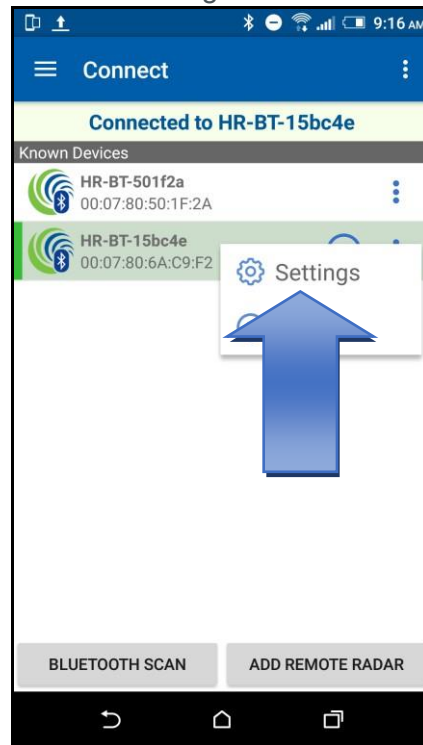 9:16 AM
Connect
Connected to HR-BT-15bc4e
Known Devices
HR-BT-501f2a
00:07:80:50:1F:2A
HR-BT-15bc4e
00:07:80:6A:C9:F2
Settings
BLUETOOTH SCAN
ADD REMOTE RADAR